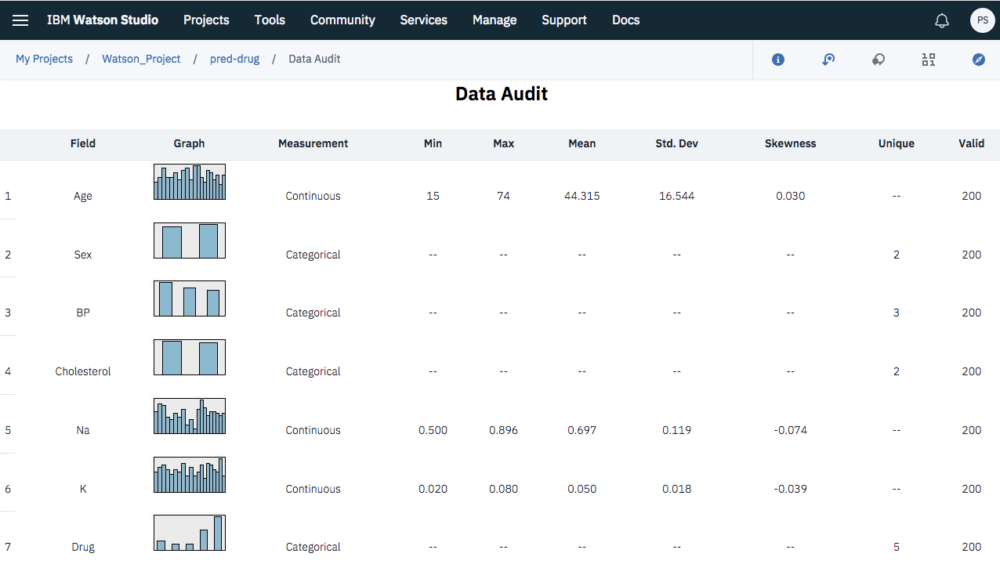 IBM Watson Studio Projects Tools Community Services Manage Support Docs PS
My Projects / Watson_Project / pred-drug / Data Audit
Data Audit
Field Graph Measurement Min Max Mean Std. Dev Skewness Unique Valid
1 Age Continuous 15 74 44.315 16.544 0.030 -- 200
2 Sex Categorical -- -- -- -- -- 2 200
3 BP Categorical -- -- -- -- -- 3 200
4 Cholesterol Categorical -- -- -- -- -- 2 200
5 Na Continuous 0.500 0.896 0.697 0.119 -0.074 -- 200
6 K Continuous 0.020 0.080 0.050 0.018 -0.039 -- 200
7 Drug Categorical -- -- -- -- -- 5 200